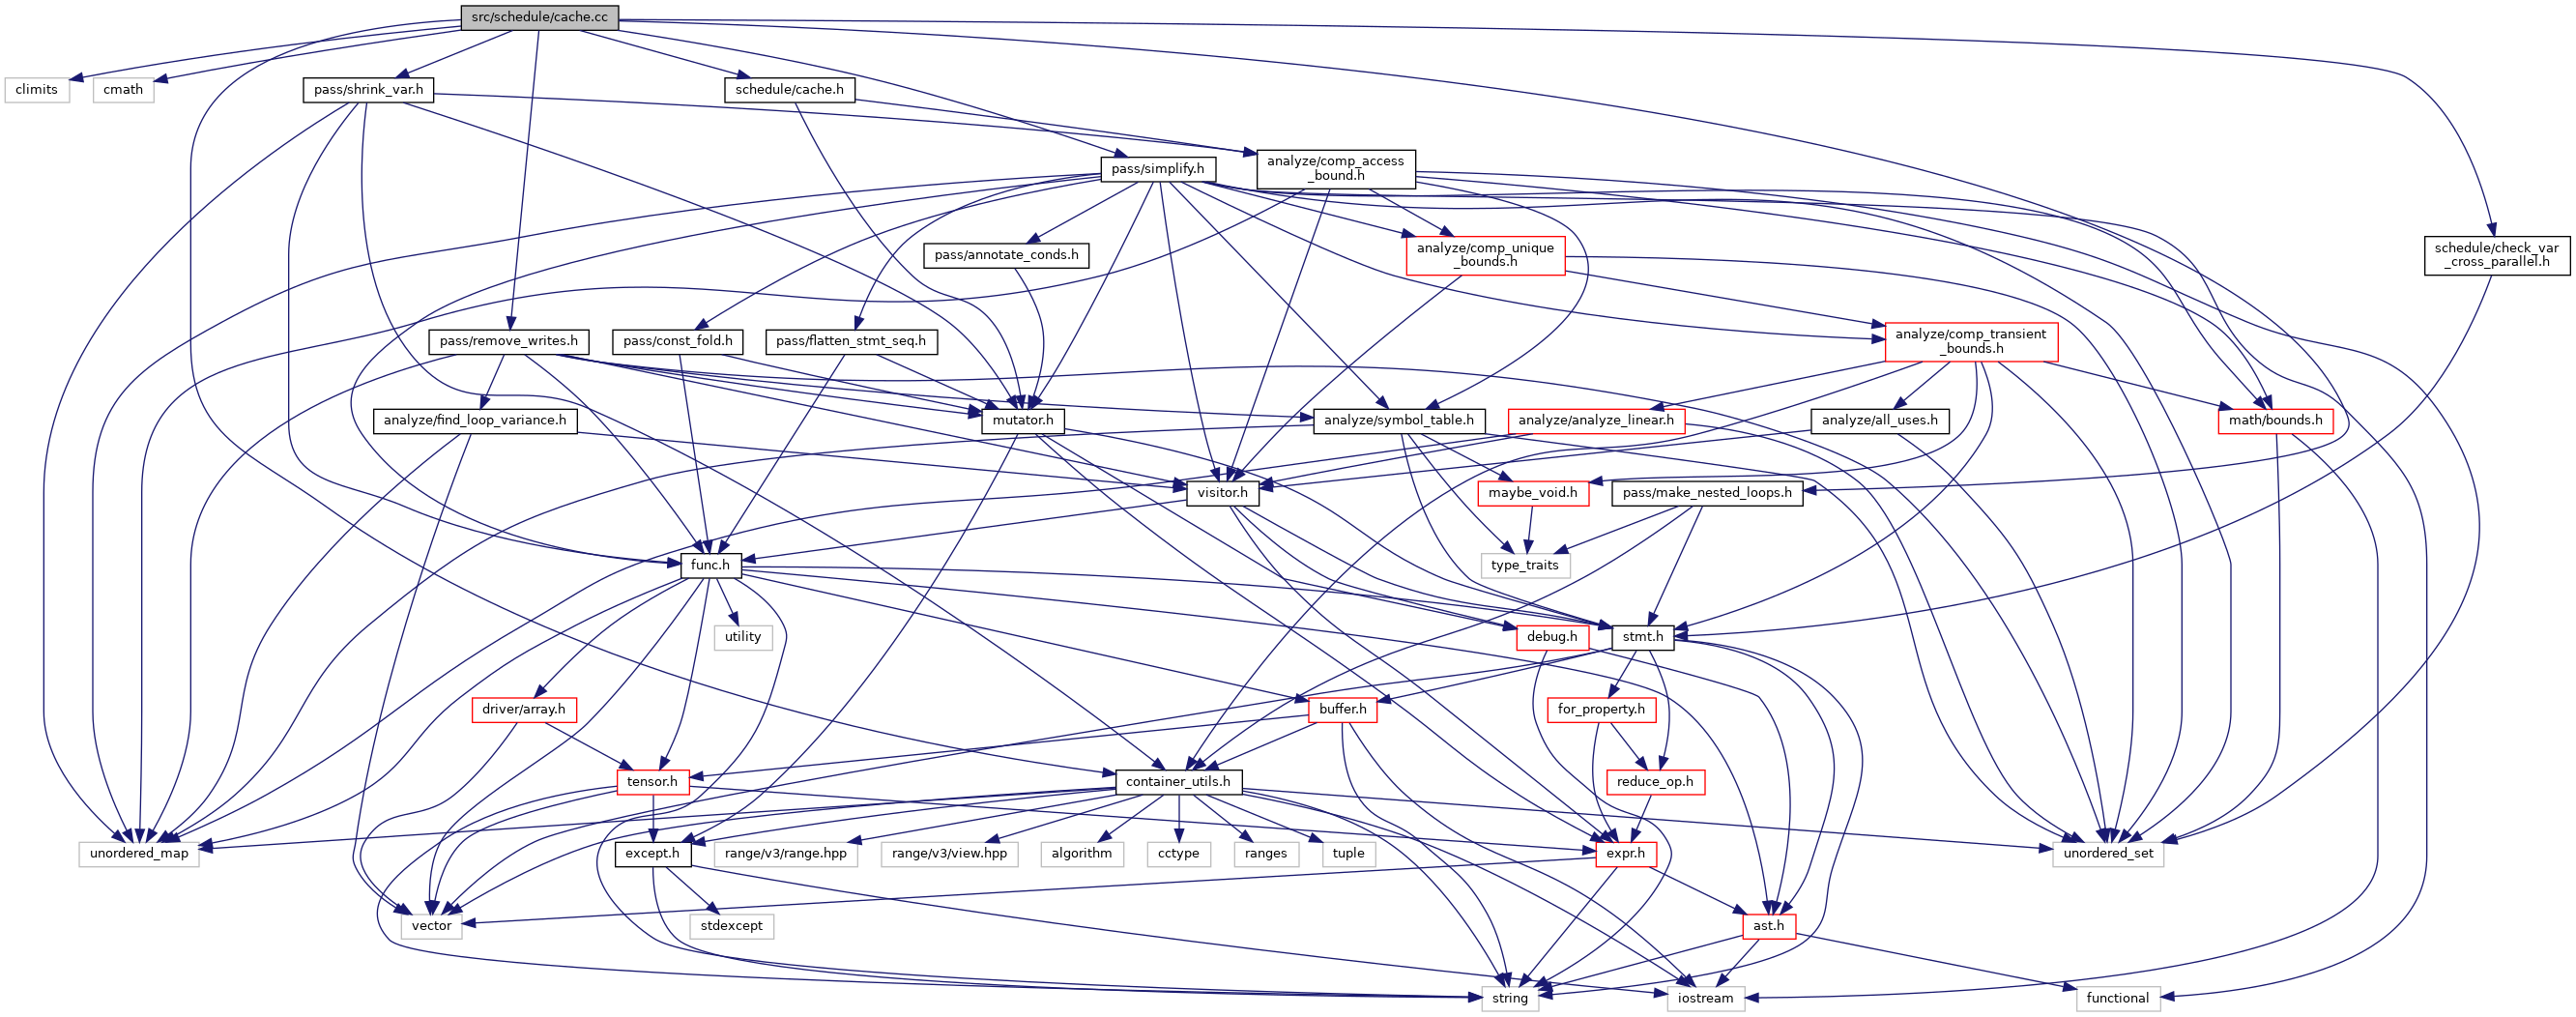 src/schedule/cache.cc
climits
cmath
pass/shrink_var.h
schedule/cache.h
pass/simplify.h
analyze/comp_access
_bound.h
pass/annotate_conds.h
analyze/comp_unique
_bounds.h
schedule/check_var
_cross_parallel.h
pass/remove_writes.h
pass/const_fold.h
pass/flatten_stmt_seq.h
analyze/comp_transient
_bounds.h
analyze/find_loop_variance.h
mutator.h
analyze/symbol_table.h
analyze/analyze_linear.h
analyze/all_uses.h
math/bounds.h
visitor.h
maybe_void.h
pass/make_nested_loops.h
func.h
type_traits
utility
debug.h
stmt.h
driver/array.h
buffer.h
for_property.h
tensor.h
container_utils.h
reduce_op.h
unordered_map
except.h
range/v3/range.hpp
range/v3/view.hpp
algorithm
cctype
ranges
tuple
expr.h
unordered_set
vector
stdexcept
ast.h
string
iostream
functional